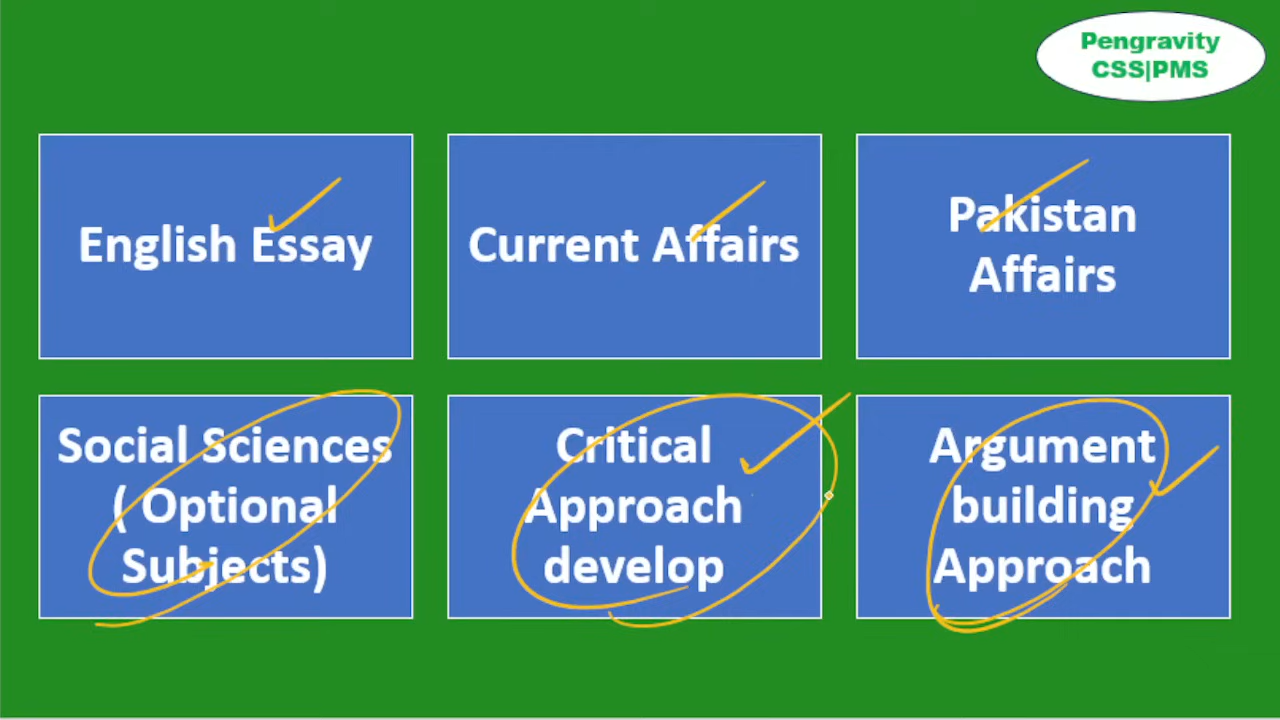 Pengravity
CSS|PMS
English Essay
Current Affairs
Pakistan
Affairs
Social Sciences
( Optional
Subjects)
Critical
Approach
develop
Argument
building
Approach